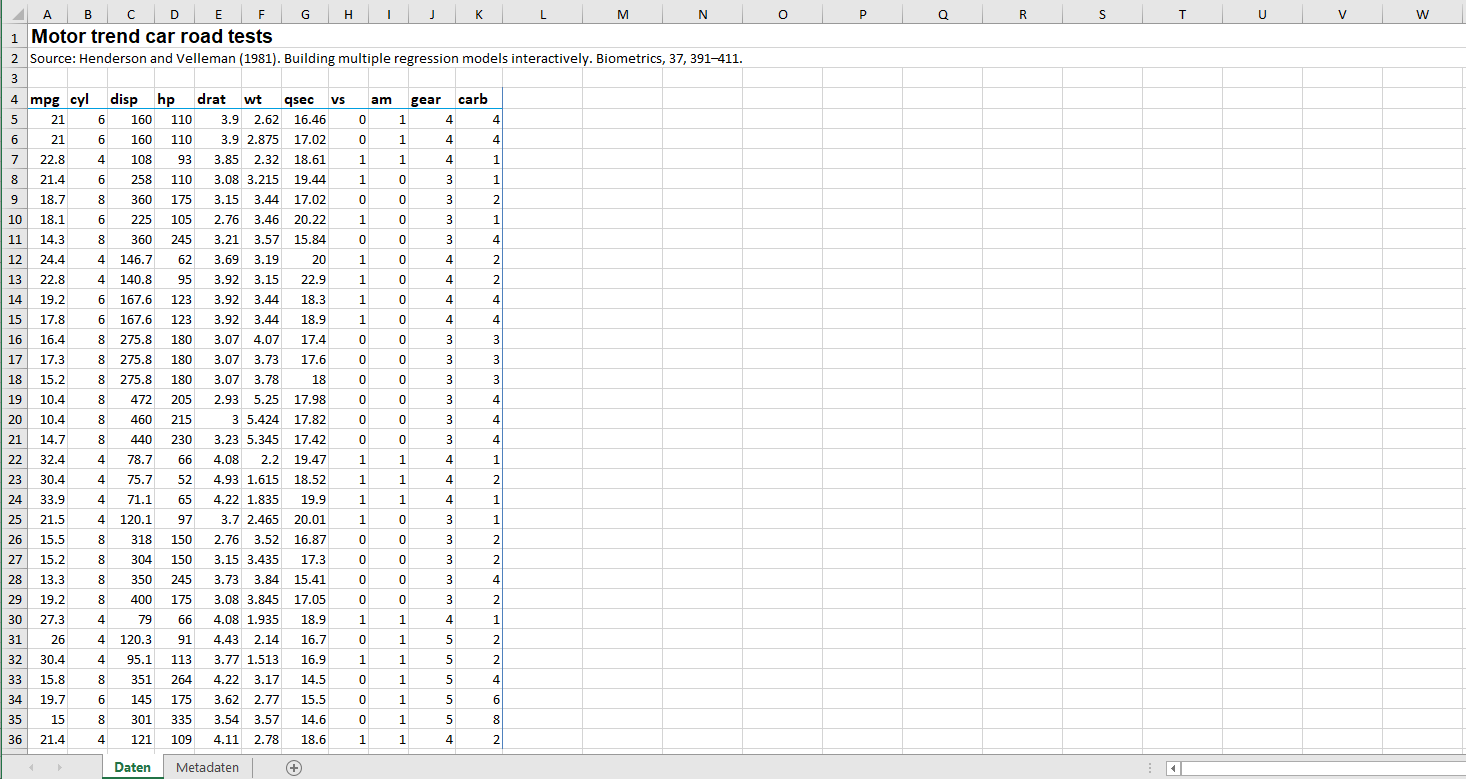 A B C D E F G H I J K L M N O P Q R S T U V W
1 Motor trend car road tests
2 Source: Henderson and Velleman (1981). Building multiple regression models interactively. Biometrics, 37, 391–411.
3
4 mpg cyl disp hp drat wt qsec vs am gear carb
5 21 6 160 110 3.9 2.62 16.46 0 1 4 4
6 21 6 160 110 3.9 2.875 17.02 0 1 4 4
7 22.8 4 108 93 3.85 2.32 18.61 1 1 4 1
8 21.4 6 258 110 3.08 3.215 19.44 1 0 3 1
9 18.7 8 360 175 3.15 3.44 17.02 0 0 3 2
10 18.1 6 225 105 2.76 3.46 20.22 1 0 3 1
11 14.3 8 360 245 3.21 3.57 15.84 0 0 3 4
12 24.4 4 146.7 62 3.69 3.19 20 1 0 4 2
13 22.8 4 140.8 95 3.92 3.15 22.9 1 0 4 2
14 19.2 6 167.6 123 3.92 3.44 18.3 1 0 4 4
15 17.8 6 167.6 123 3.92 3.44 18.9 1 0 4 4
16 16.4 8 275.8 180 3.07 4.07 17.4 0 0 3 3
17 17.3 8 275.8 180 3.07 3.73 17.6 0 0 3 3
18 15.2 8 275.8 180 3.07 3.78 18 0 0 3 3
19 10.4 8 472 205 2.93 5.25 17.98 0 0 3 4
20 10.4 8 460 215 3 5.424 17.82 0 0 3 4
21 14.7 8 440 230 3.23 5.345 17.42 0 0 3 4
22 32.4 4 78.7 66 4.08 2.2 19.47 1 1 4 1
23 30.4 4 75.7 52 4.93 1.615 18.52 1 1 4 2
24 33.9 4 71.1 65 4.22 1.835 19.9 1 1 4 1
25 21.5 4 120.1 97 3.7 2.465 20.01 1 0 3 1
26 15.5 8 318 150 2.76 3.52 16.87 0 0 3 2
27 15.2 8 304 150 3.15 3.435 17.3 0 0 3 2
28 13.3 8 350 245 3.73 3.84 15.41 0 0 3 4
29 19.2 8 400 175 3.08 3.845 17.05 0 0 3 2
30 27.3 4 79 66 4.08 1.935 18.9 1 1 4 1
31 26 4 120.3 91 4.43 2.14 16.7 0 1 5 2
32 30.4 4 95.1 113 3.77 1.513 16.9 1 1 5 2
33 15.8 8 351 264 4.22 3.17 14.5 0 1 5 4
34 19.7 6 145 175 3.62 2.77 15.5 0 1 5 6
35 15 8 301 335 3.54 3.57 14.6 0 1 5 8
36 21.4 4 121 109 4.11 2.78 18.6 1 1 4 2
Daten Metadaten